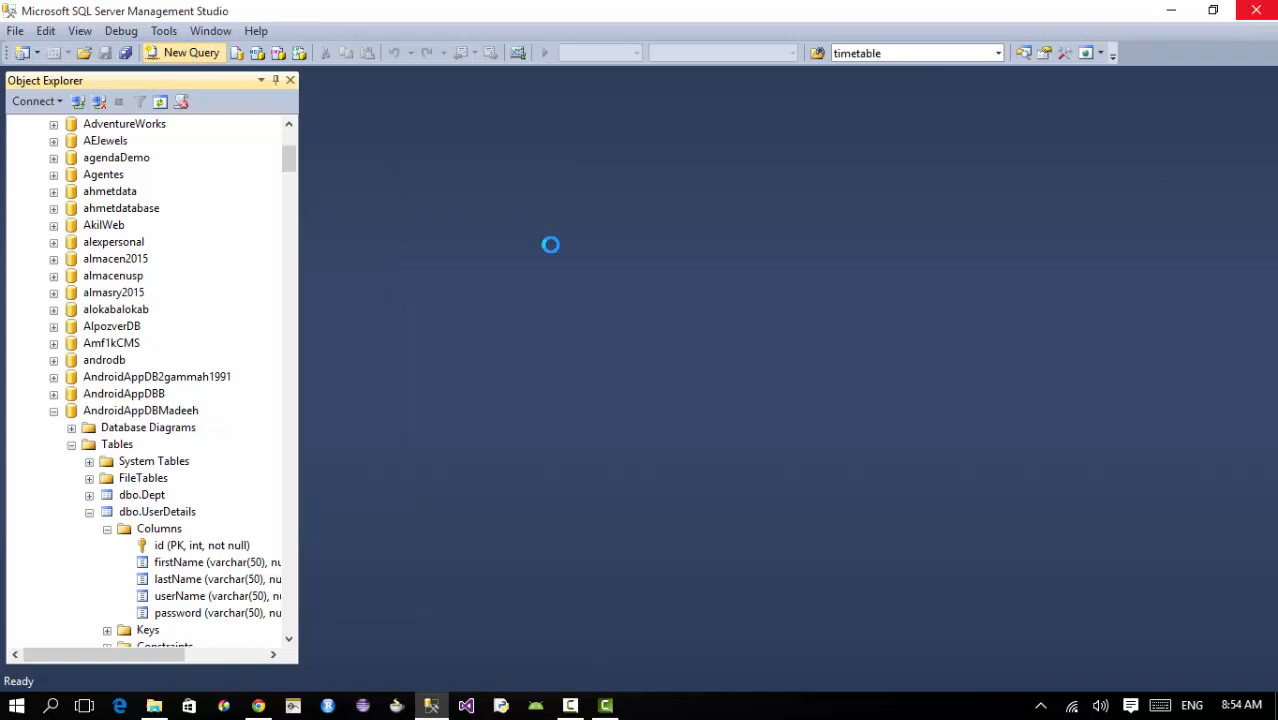 Microsoft SQL Server Management Studio
File Edit View Debug Tools Window Help
New Query timetable
Object Explorer
Connect
AdventureWorks
AEJewels
agendaDemo
Agentes
ahmetdata
ahmetdatabase
AkilWeb
alexpersonal
almacen2015
almacenusp
almasry2015
alokabalokab
AlpozverDB
Amf1kCMS
androdb
AndroidAppDB2gammah1991
AndroidAppDBB
AndroidAppDBMadeeh
Database Diagrams
Tables
System Tables
FileTables
dbo.Dept
dbo.UserDetails
Columns
id (PK, int, not null)
firstName (varchar(50), nu
lastName (varchar(50), nu
userName (varchar(50), nu
password (varchar(50), nu
Keys
Constraints
Ready
ENG 8:54 AM